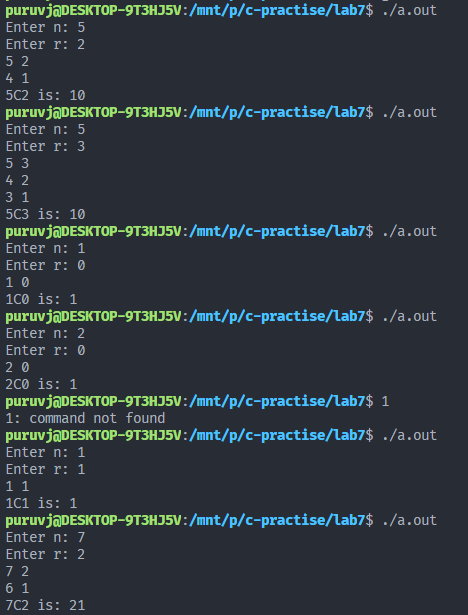 puruvj@DESKTOP-9T3HJ5V:/mnt/p/c-practise/lab7$ ./a.out
Enter n: 5
Enter r: 2
5 2
4 1
5C2 is: 10
puruvj@DESKTOP-9T3HJ5V:/mnt/p/c-practise/lab7$ ./a.out
Enter n: 5
Enter r: 3
5 3
4 2
3 1
5C3 is: 10
puruvj@DESKTOP-9T3HJ5V:/mnt/p/c-practise/lab7$ ./a.out
Enter n: 1
Enter r: 0
1 0
1C0 is: 1
puruvj@DESKTOP-9T3HJ5V:/mnt/p/c-practise/lab7$ ./a.out
Enter n: 2
Enter r: 0
2 0
2C0 is: 1
puruvj@DESKTOP-9T3HJ5V:/mnt/p/c-practise/lab7$ 1
1: command not found
puruvj@DESKTOP-9T3HJ5V:/mnt/p/c-practise/lab7$ ./a.out
Enter n: 1
Enter r: 1
1 1
1C1 is: 1
puruvj@DESKTOP-9T3HJ5V:/mnt/p/c-practise/lab7$ ./a.out
Enter n: 7
Enter r: 2
7 2
6 1
7C2 is: 21